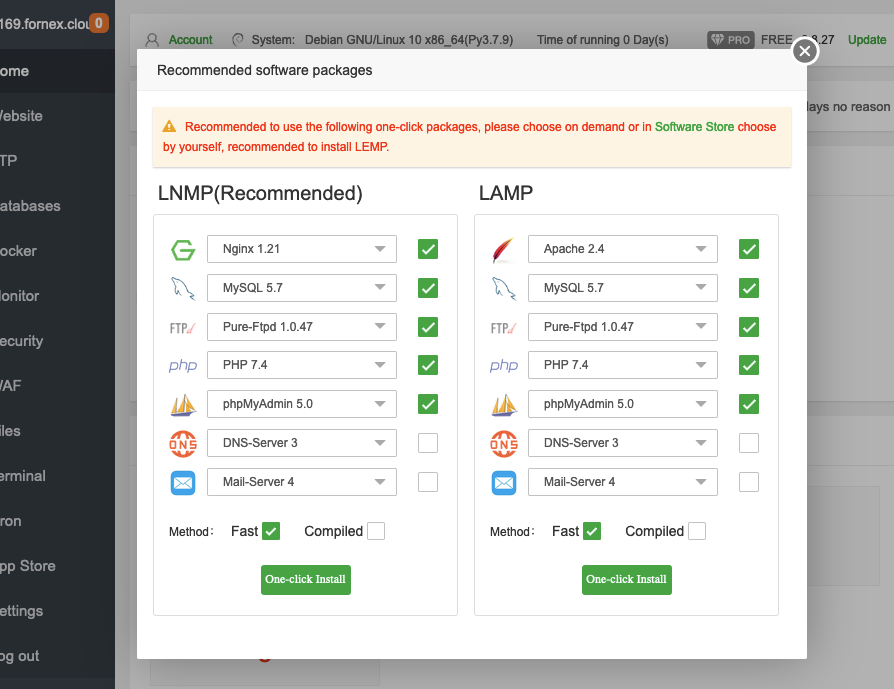 169.fornex.clou
0
Account
System: Debian GNU/Linux 10 x86_64(Py3.7.9)
Time of running 0 Day(s)
PRO
FREE
8.27
Update
ome
ebsite
TP
atabases
ocker
onitor
ecurity
AF
iles
erminal
ron
pp Store
ettings
og out
ays no reason
Recommended software packages
Recommended to use the following one-click packages, please choose on demand or in Software Store choose
by yourself, recommended to install LEMP.
LNMP(Recommended)
Nginx 1.21
MySQL 5.7
FTP
Pure-Ftpd 1.0.47
php
PHP 7.4
phpMyAdmin 5.0
DNS
DNS-Server 3
Mail-Server 4
Method: Fast Compiled
One-click Install
LAMP
Apache 2.4
MySQL 5.7
FTP
Pure-Ftpd 1.0.47
php
PHP 7.4
phpMyAdmin 5.0
DNS
DNS-Server 3
Mail-Server 4
Method: Fast Compiled
One-click Install